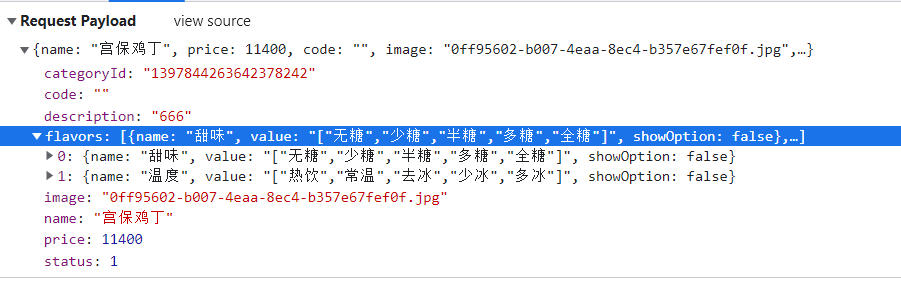 Request Payload view source
{name: "宫保鸡丁", price: 11400, code: "", image: "0ff95602-b007-4eaa-8ec4-b357e67fef0f.jpg",…}
categoryId: "1397844263642378242"
code: ""
description: "666"
flavors: [{name: "甜味", value: "["无糖","少糖","半糖","多糖","全糖"]", showOption: false},…]
0: {name: "甜味", value: "["无糖","少糖","半糖","多糖","全糖"]", showOption: false}
1: {name: "温度", value: "["热饮","常温","去冰","少冰","多冰"]", showOption: false}
image: "0ff95602-b007-4eaa-8ec4-b357e67fef0f.jpg"
name: "宫保鸡丁"
price: 11400
status: 1